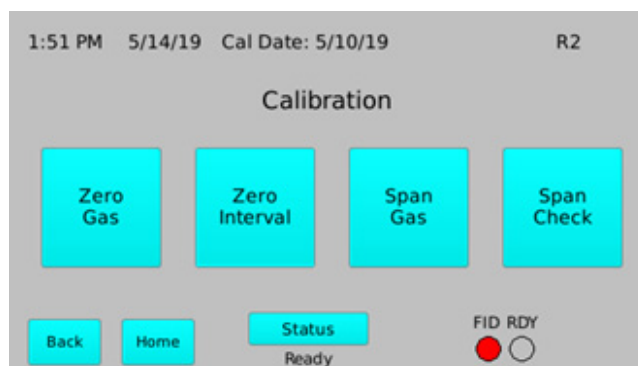 1:51 PM 5/14/19 Cal Date: 5/10/19 R2
Calibration
Zero Gas
Zero Interval
Span Gas
Span Check
Back
Home
Status
Ready
FID RDY